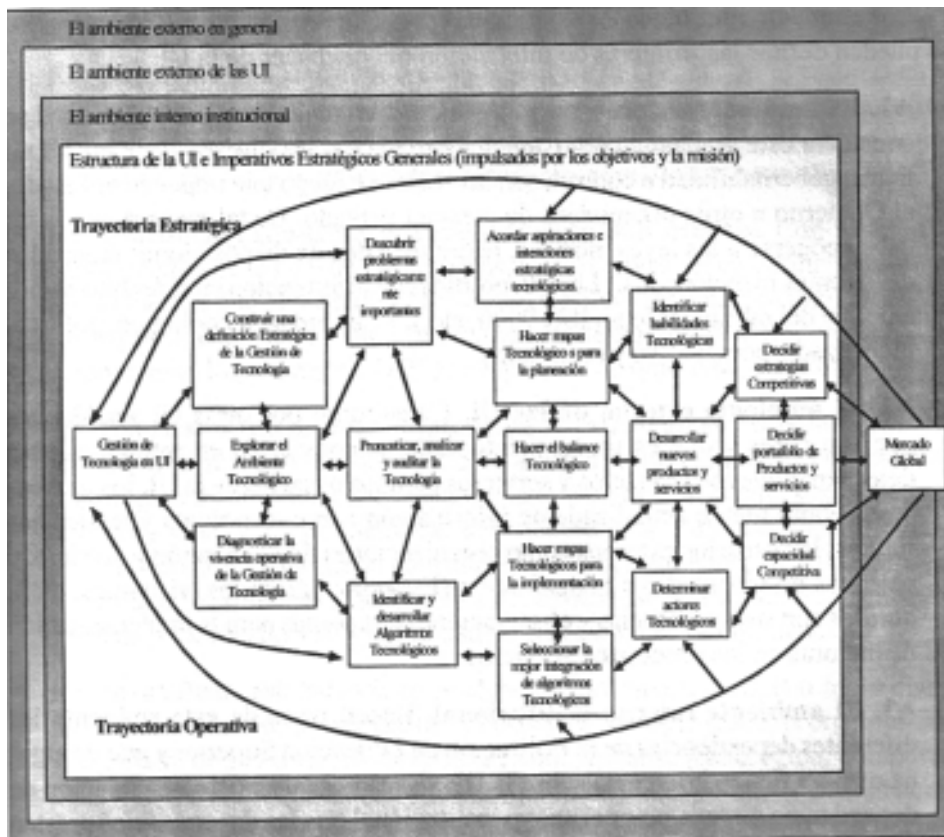 El ambiente externo en general
El ambiente externo de las UI
El ambiente interno institucional
Estructura de la UI e Imperativos Estratégicos Generales (impulsados por los objetivos y la misión)
Trayectoria Estratégica
Descubrir
problemas
estratégicame
nte
importantes
Acordar aspiraciones e
intenciones
estratégicas
tecnológicas
Construir una
definición Estratégica
de la Gestión de
Tecnología
Hacer mapas
Tecnológico s para
la planeación
Identificar
habilidades
Tecnológicas
Decidir
estrategias
Competitivas
Gestión de
Tecnología en UI
Explorar el
Ambiente
Tecnológico
Pronosticar, analizar
y auditar la
Tecnología
Hacer el balance
Tecnológico
Desarrollar
nuevos
productos y
servicios
Decidir
portafolio de
Productos y
servicios
Mercado
Global
Diagnosticar la
vivencia operativa
de la Gestión de
Tecnología
Identificar y
desarrollar
Algoritmos
Tecnológicos
Hacer mapas
Tecnológicos para
la implementación
Determinar
actores
Tecnológicos
Decidir
capacidad
Competitiva
Seleccionar la
mejor integración
de algoritmos
Tecnológicos
Trayectoria Operativa